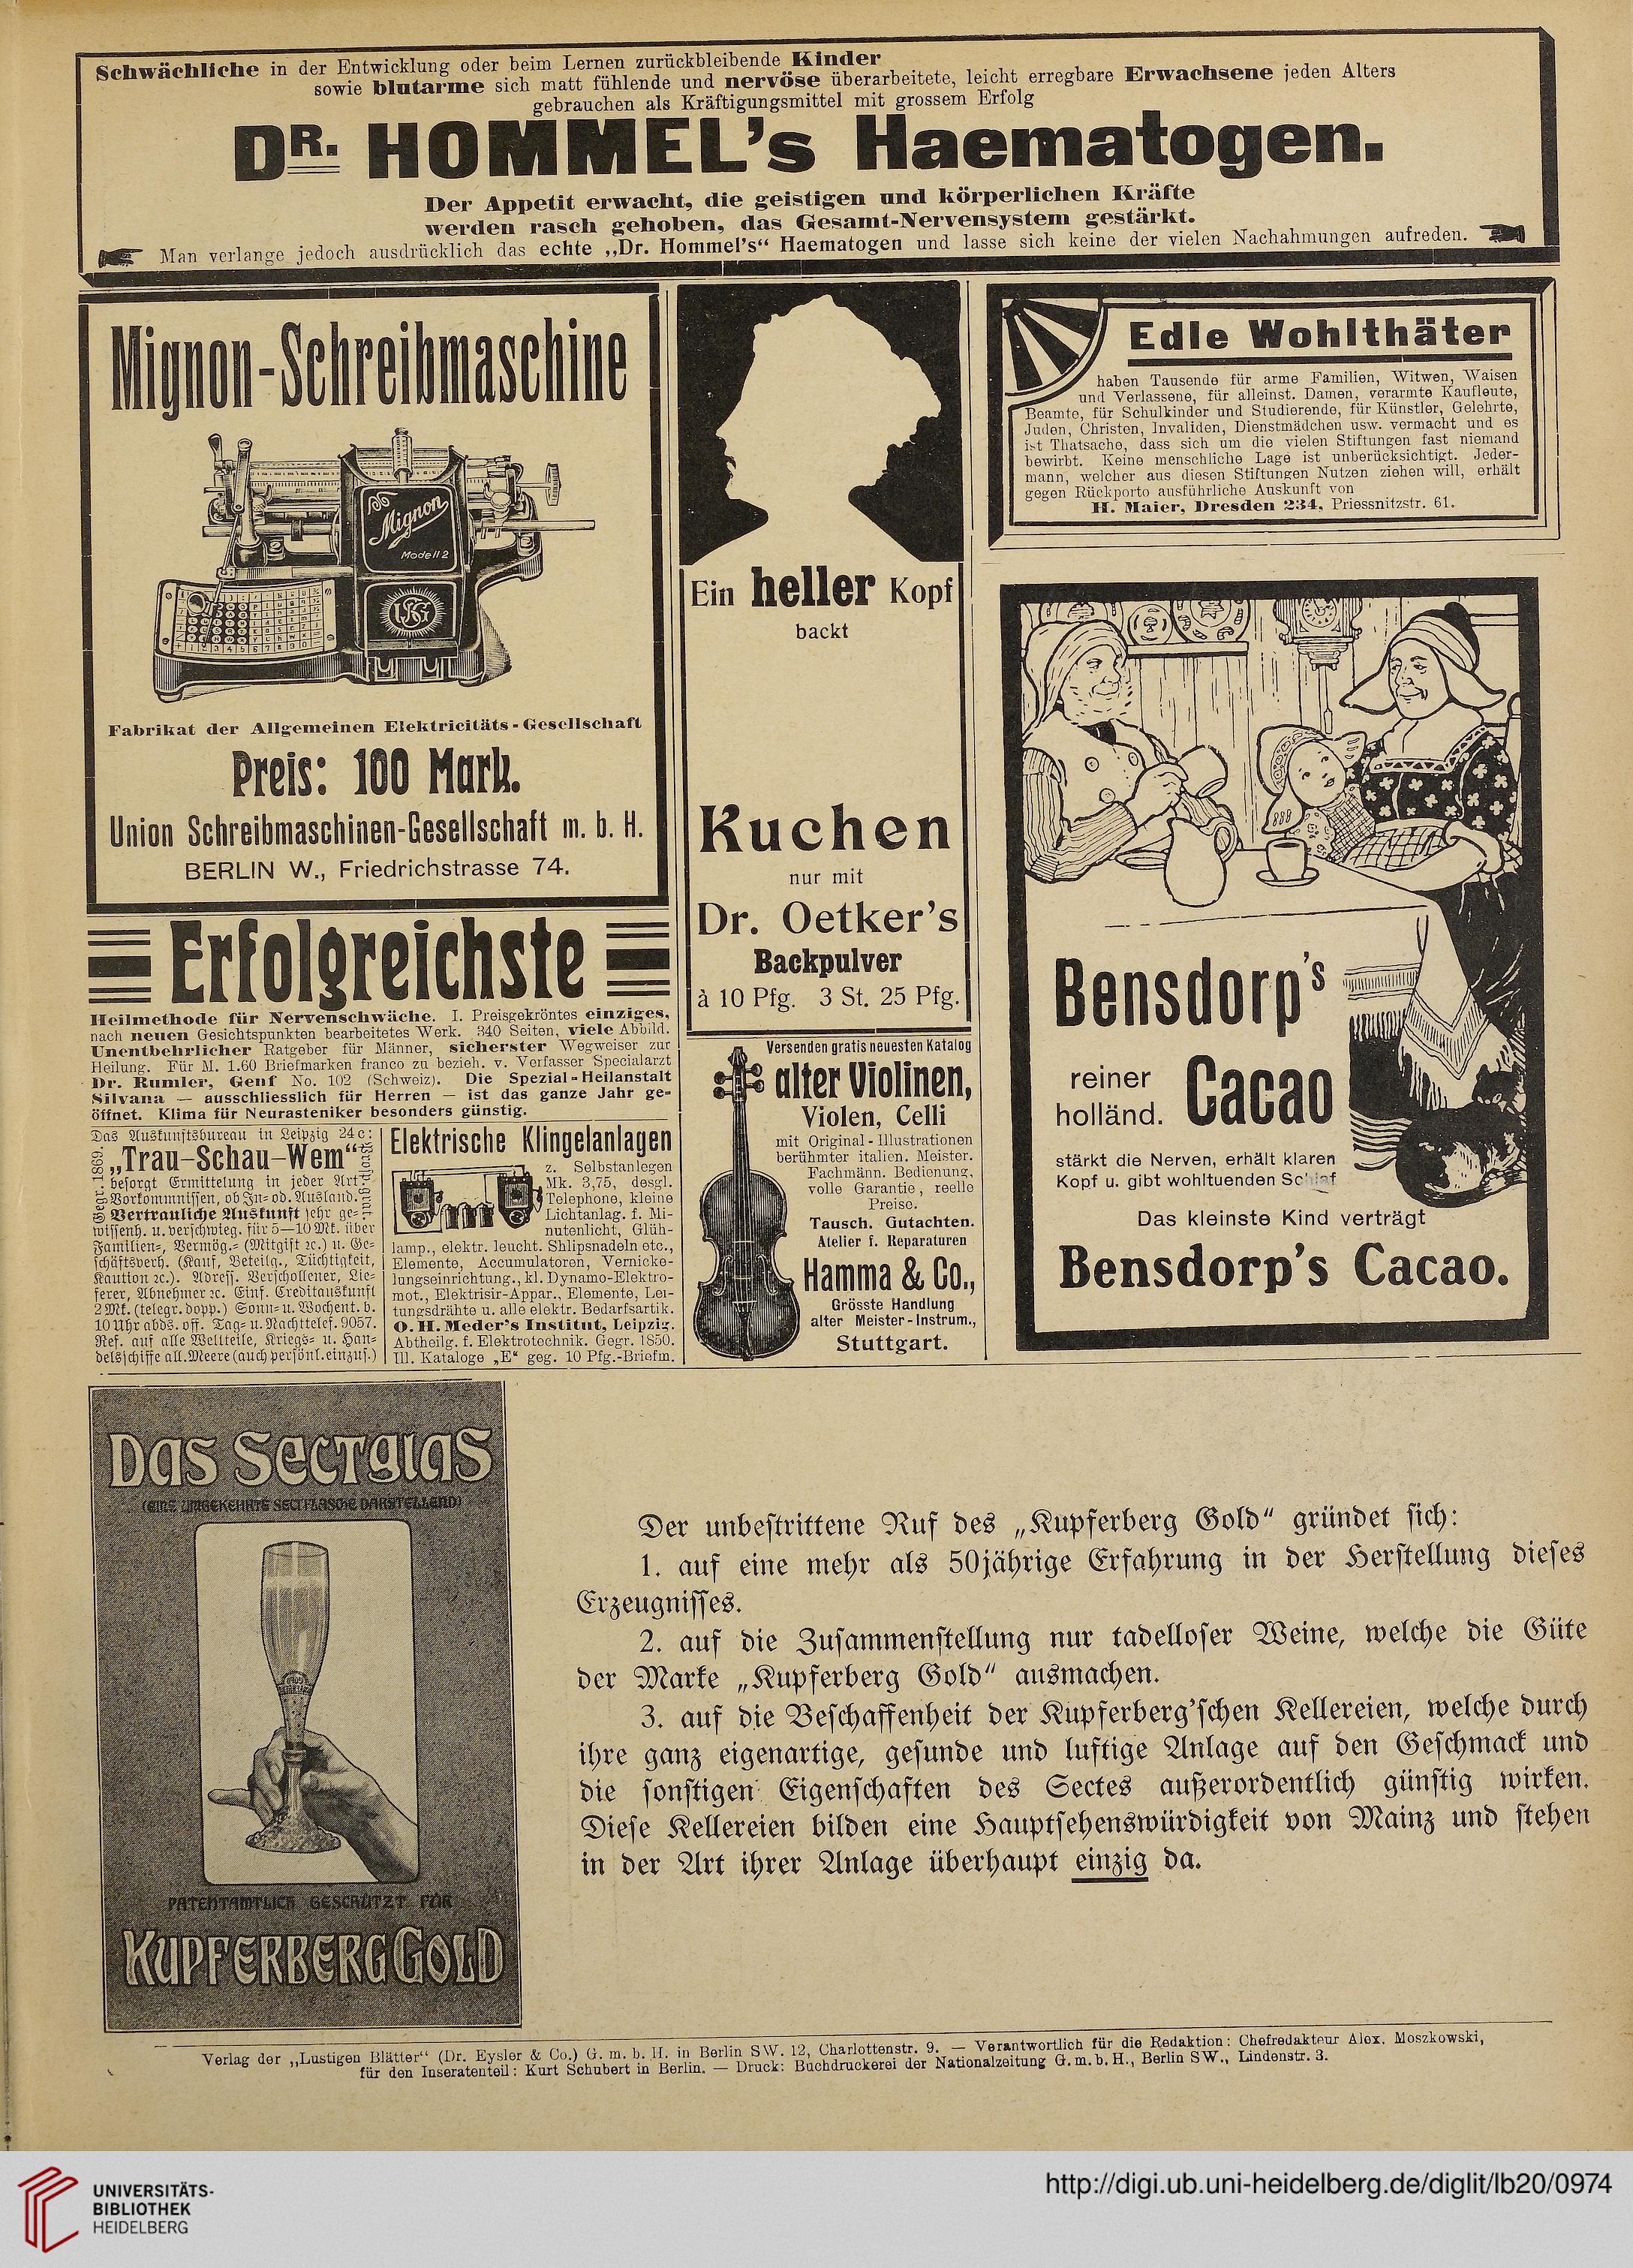 Schwächliche in der Entwicklung oder beim Lernen zurückbleibende Kinder
sowie blutarme sich matt fühlende und nervöse überarbeitete, leicht erregbare Erwachsene jeden Alters
gebrauchen als Kräftigungsmittel mit grossem Erfolg
DR. HOMMEL's Haematogen.
Der Appetit erwacht, die geistigen und körperlichen Kräfte
werden rasch gehoben, das Gesamt-Nervensystem gestärkt.
Man verlange jedoch ausdrücklich das echte „Dr. Hommel's“ Haematogen und lasse sich keine der vielen Nachahmungen aufreden.
Mignon-Schreibmaschine
Mignon
Modell 2
Fabrikat der Allgemeinen Elektricitäts-Gesellschaft
Preis: 100 Mark.
Union Schreibmaschinen-Gesellschaft m. b. H.
BERLIN W., Friedrichstrasse 74.
Erfolgreichste
Heilmethode für Nervenschwäche. I. Preisgekröntes einziges,
nach neuen Gesichtspunkten bearbeitetes Werk. 340 Seiten, viele Abbild.
Unentbehrlicher Ratgeber für Männer, sicherster Wegweiser zur
Heilung. Für M. 1.60 Briefmarken franco zu bezieh. v. Verfasser Specialarzt
Dr. Rumler, Genf No. 102 (Schweiz). Die Spezial-Heilanstalt
Silvana — ausschliesslich für Herren — ist das ganze Jahr ge-
öffnet. Klima für Neurasteniker besonders günstig.
Das Auskunftsbureau in Leipzig 24c:
„Trau-Schau-Wem“
Gegr. 1869.
besorgt Ermittelung in jeder Art
Vorkommnissen, ob In- od. Ausland.
Vertrauliche Auskunft sehr ge-
wissenh. u. verschwieg. für 5—10 Mk. über
Familien-, Vermög.- (Mitgift ec.) u. Ge-
schäftsverh. (Kauf, Beteilg., Tüchtigkeit,
Kaution ec.). Adress. Verschollener, Lie-
ferer, Abnehmer ec. Einf. Creditauskunft
2 Mk. (telegr. dopp.) Sonn- u. Wochent. b.
10 Uhr abds. off. Tag- u. Nachttelef. 9057.
Ref. auf alle Weltteile, Kriegs- u. Han-
delsschiffe all. Meere (auch persönl. einzus.)
Elektrische Klingelanlagen
z. Selbstanlegen
Mk. 3,75, desgl.
Telephone, kleine
Lichtanlag. f. Mi-
nutenlicht, Glüh-
lamp., elektr. leucht. Shlipsnadeln etc.,
Elemente, Accumulatoren, Vernicke-
lungseinrichtung., kl. Dynamo-Elektro-
mot., Elektrisir-Appar., Elemente, Lei-
tungsdrähte u. alle elektr. Bedarfsartik.
O. H. Meder's Institut, Leipzig.
Abtheilg. f. Elektrotechnik. Gegr. 1850.
Ill. Kataloge „E“ geg. 10 Pfg.-Briefm.
Ein heller Kopf
backt
Kuchen
nur mit
Dr. Oetker's
Backpulver
à 10 Pfg. 3 St. 25 Pfg.
Versenden gratis neuesten Katalog
alter Violinen,
Violen, Celli
mit Original-Illustrationen
berühmter italien. Meister.
Fachmänn. Bedienung,
volle Garantie, reelle
Preise.
Tausch. Gutachten.
Atelier f. Reparaturen
Hamma & Co.,
Grösste Handlung
alter Meister-Instrum.,
Stuttgart.
Edle Wohlthäter
haben Tausende für arme Familien, Witwen, Waisen
und Verlassene, für alleinst. Damen, verarmte Kaufleute,
Beamte, für Schulkinder und Studierende, für Künstler, Gelehrte,
Juden, Christen, Invaliden, Dienstmädchen usw. vermacht und es
ist Thatsache, dass sich um die vielen Stiftungen fast niemand
bewirbt. Keine menschliche Lage ist unberücksichtigt. Jeder-
mann, welcher aus diesen Stiftungen Nutzen ziehen will, erhält
gegen Rückporto ausführliche Auskunft von
H. Maier, Dresden 234, Priessnitzstr. 61.
Bensdorp's
reiner
holländ. Cacao
stärkt die Nerven, erhält klaren
Kopf u. gibt wohltuenden Schlaf
Das kleinste Kind verträgt
Bensdorp's Cacao.
Das Sectglas
(EINE UMGEKEHRTE SECTFLASCHE DARSTELLEND)
PATENTAMTLICH GESCHÜTZT FÜR
KUPFERBERG GOLD
Der unbestrittene Ruf des „Kupferberg Gold“ gründet sich:
1. auf eine mehr als 50jährige Erfahrung in der Herstellung dieses
Erzeugnisses.
2. auf die Zusammenstellung nur tadelloser Weine, welche die Güte
der Marke „Kupferberg Gold“ ausmachen.
3. auf die Beschaffenheit der Kupferberg'schen Kellereien, welche durch
ihre ganz eigenartige, gesunde und luftige Anlage auf den Geschmack und
die sonstigen Eigenschaften des Sectes außerordentlich günstig wirken.
Diese Kellereien bilden eine Hauptsehenswürdigkeit von Mainz und stehen
in der Art ihrer Anlage überhaupt einzig da.
Verlag der „Lustigen Blätter“ (Dr. Eysler & Co.) G. m. b. H. in Berlin SW. 12, Charlottenstr. 9. — Verantwortlich für die Redaktion: Chefredakteur Alex. Moszkowski,
für den Inseratenteil: Kurt Schubert in Berlin. — Druck: Buchdruckerei der Nationalzeitung G. m. b. H., Berlin SW., Lindenstr. 3.
UNIVERSITÄTS-
BIBLIOTHEK
HEIDELBERG
http://digi.ub.uni-heidelberg.de/diglit/lb20/0974